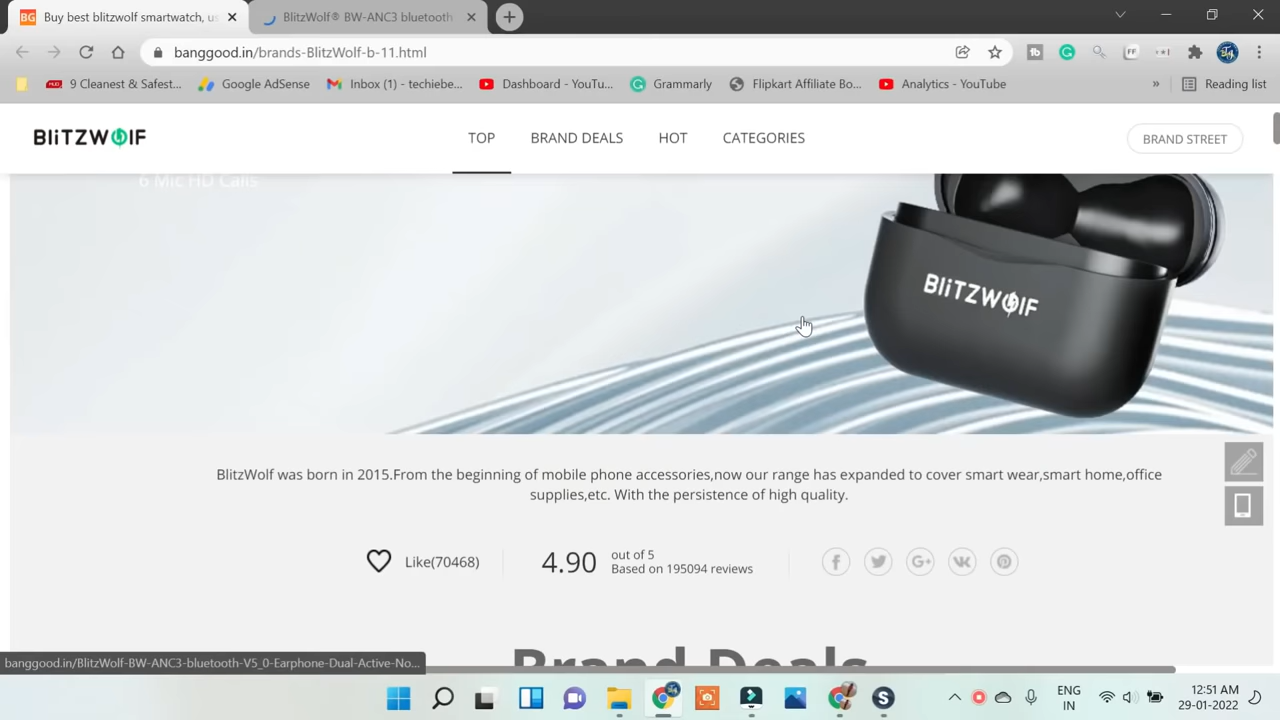 Buy best blitzwolf smartwatch, u
BlitzWolf® BW-ANC3 bluetooth
banggood.in/brands-BlitzWolf-b-11.html
9 Cleanest & Safest...
Google AdSense
Inbox (1) - techiebe...
Dashboard - YouTu...
Grammarly
Flipkart Affiliate Bo...
Analytics - YouTube
»
Reading list
BLiTZWOLF
TOP
BRAND DEALS
HOT
CATEGORIES
BRAND STREET
6 Mic HD Calls
BLiTZWOLF
BlitzWolf was born in 2015.From the beginning of mobile phone accessories,now our range has expanded to cover smart wear,smart home,office
supplies,etc. With the persistence of high quality.
Like(70468)
4.90
out of 5
Based on 195094 reviews
Brand Deals
banggood.in/BlitzWolf-BW-ANC3-bluetooth-V5_0-Earphone-Dual-Active-No...
ENG
IN
12:51 AM
29-01-2022